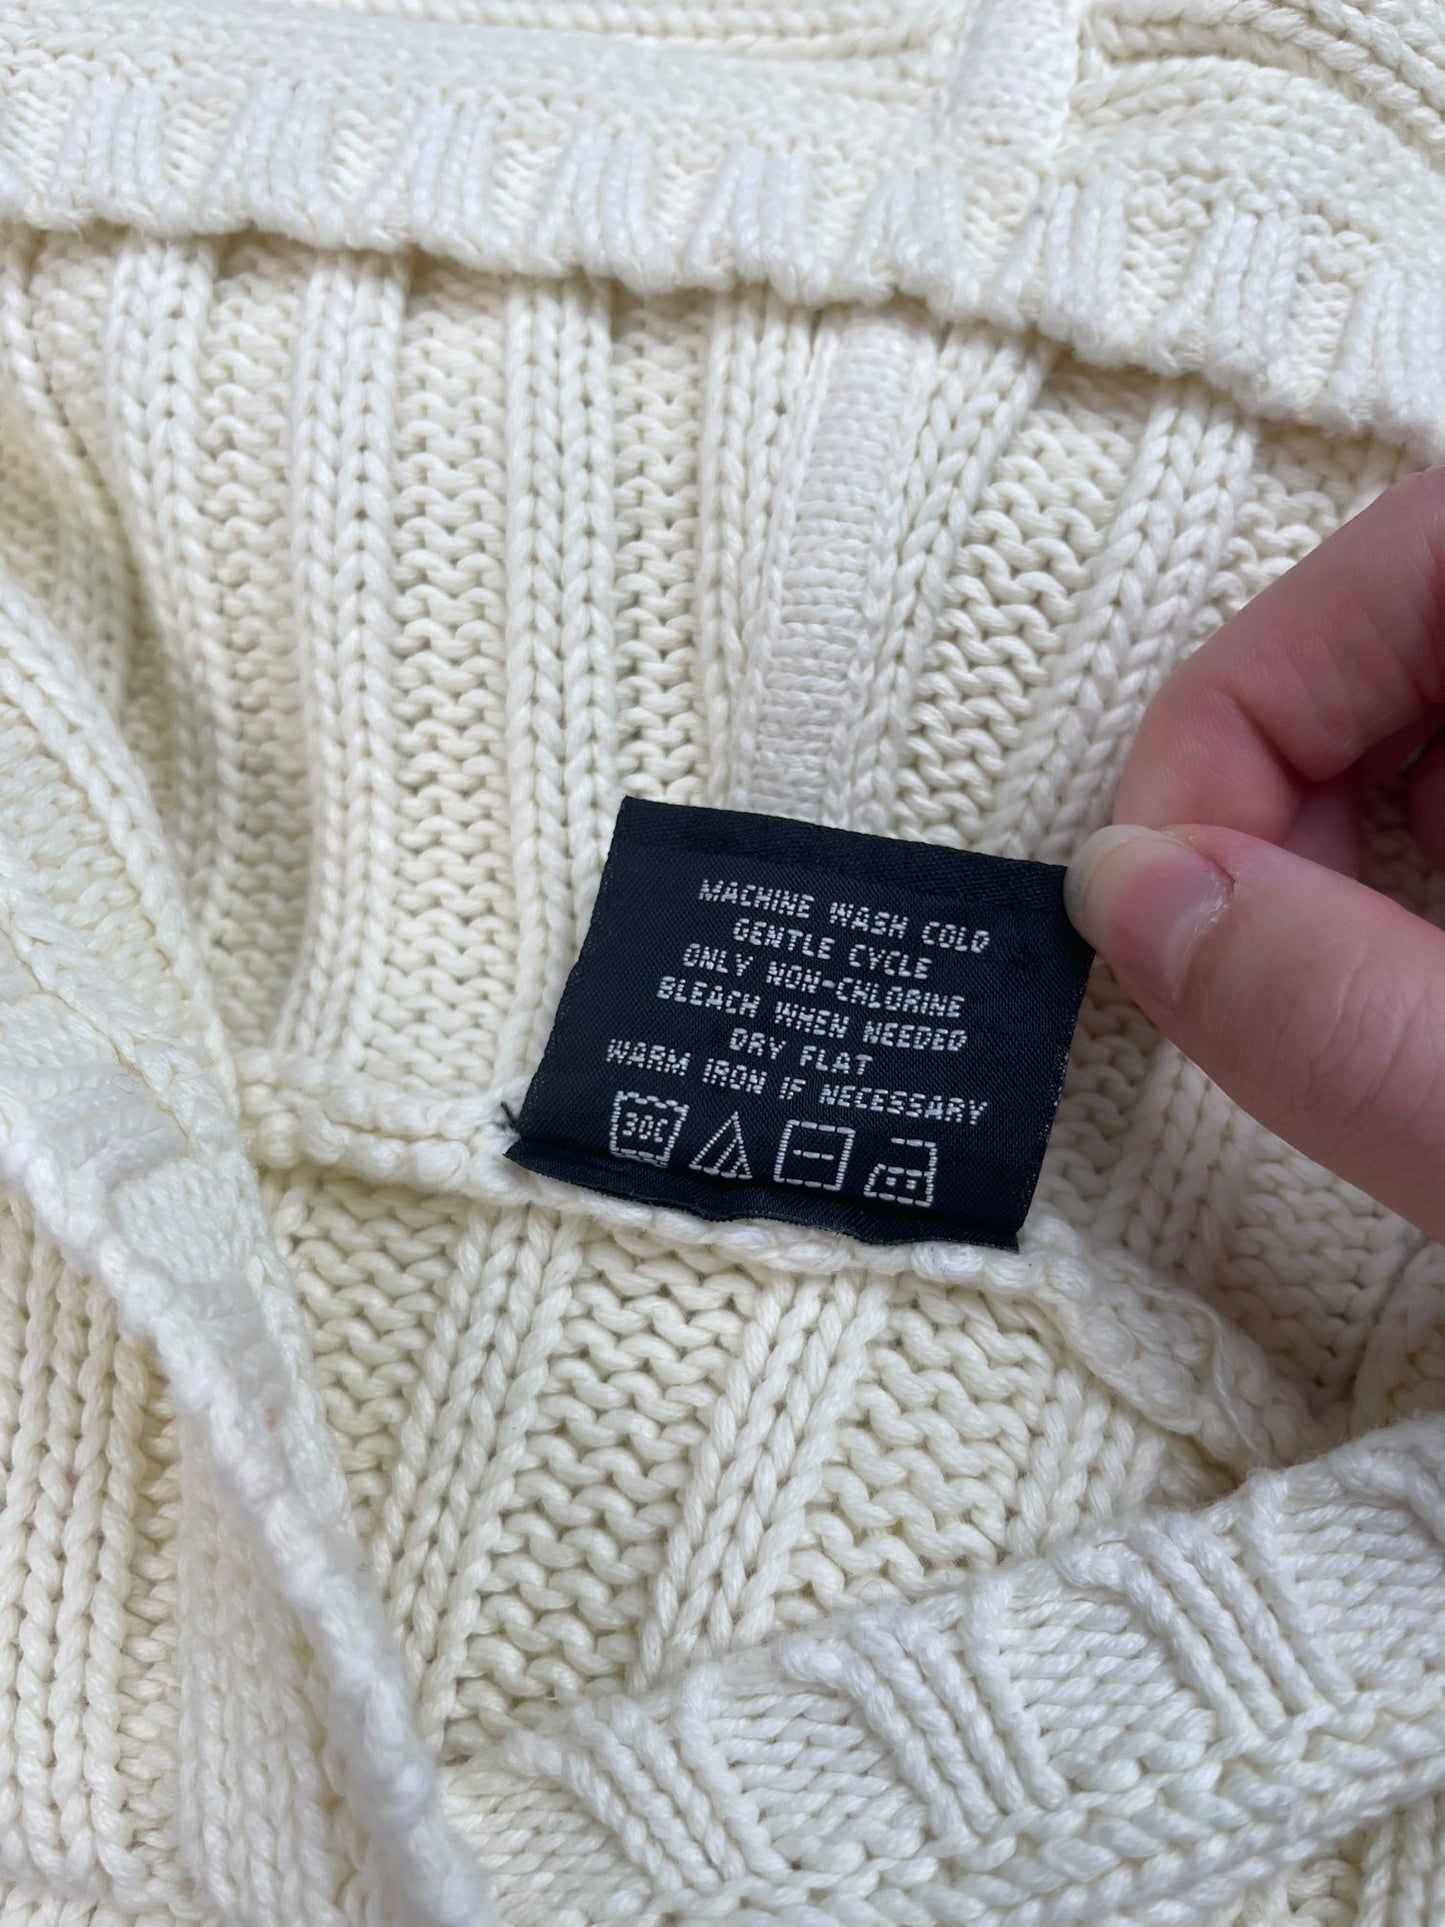 MACHINE WASH COLD
GENTLE CYCLE
ONLY NON-CHLORINE
BLEACH WHEN NEEDED
DRY FLAT
WARM IRON IF NECESSARY
30C